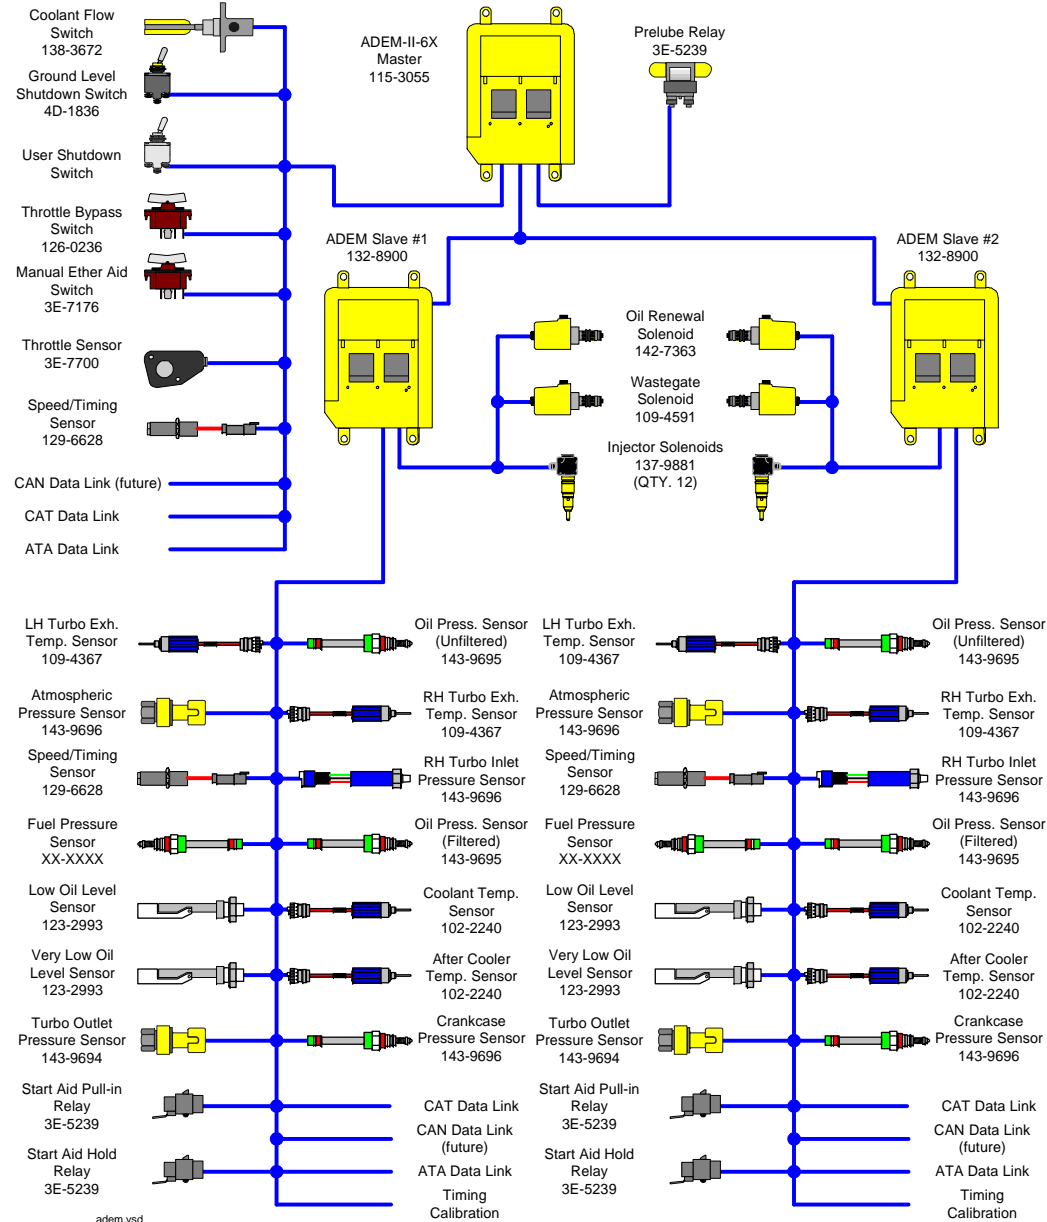 Coolant Flow
Switch
138-3672
Ground Level
Shutdown Switch
4D-1836
User Shutdown
Switch
Throttle Bypass
Switch
126-0236
Manual Ether Aid
Switch
3E-7176
Throttle Sensor
3E-7700
Speed/Timing
Sensor
129-6628
CAN Data Link (future)
CAT Data Link
ATA Data Link
ADEM-II-6X
Master
115-3055
Prelube Relay
3E-5239
ADEM Slave #1
132-8900
ADEM Slave #2
132-8900
Oil Renewal
Solenoid
142-7363
Wastegate
Solenoid
109-4591
Injector Solenoids
137-9881
(QTY. 12)
LH Turbo Exh.
Temp. Sensor
109-4367
Atmospheric
Pressure Sensor
143-9696
Speed/Timing
Sensor
129-6628
Fuel Pressure
Sensor
XX-XXXX
Low Oil Level
Sensor
123-2993
Very Low Oil
Level Sensor
123-2993
Turbo Outlet
Pressure Sensor
143-9694
Start Aid Pull-in
Relay
3E-5239
Start Aid Hold
Relay
3E-5239
Oil Press. Sensor
(Unfiltered)
143-9695
RH Turbo Exh.
Temp. Sensor
109-4367
RH Turbo Inlet
Pressure Sensor
143-9696
Oil Press. Sensor
(Filtered)
143-9695
Coolant Temp.
Sensor
102-2240
After Cooler
Temp. Sensor
102-2240
Crankcase
Pressure Sensor
143-9696
CAT Data Link
CAN Data Link
(future)
ATA Data Link
Timing
Calibration
LH Turbo Exh.
Temp. Sensor
109-4367
Atmospheric
Pressure Sensor
143-9696
Speed/Timing
Sensor
129-6628
Fuel Pressure
Sensor
XX-XXXX
Low Oil Level
Sensor
123-2993
Very Low Oil
Level Sensor
123-2993
Turbo Outlet
Pressure Sensor
143-9694
Start Aid Pull-in
Relay
3E-5239
Start Aid Hold
Relay
3E-5239
Oil Press. Sensor
(Unfiltered)
143-9695
RH Turbo Exh.
Temp. Sensor
109-4367
RH Turbo Inlet
Pressure Sensor
143-9696
Oil Press. Sensor
(Filtered)
143-9695
Coolant Temp.
Sensor
102-2240
After Cooler
Temp. Sensor
102-2240
Crankcase
Pressure Sensor
143-9696
CAT Data Link
CAN Data Link
(future)
ATA Data Link
Timing
Calibration
adem.vsd